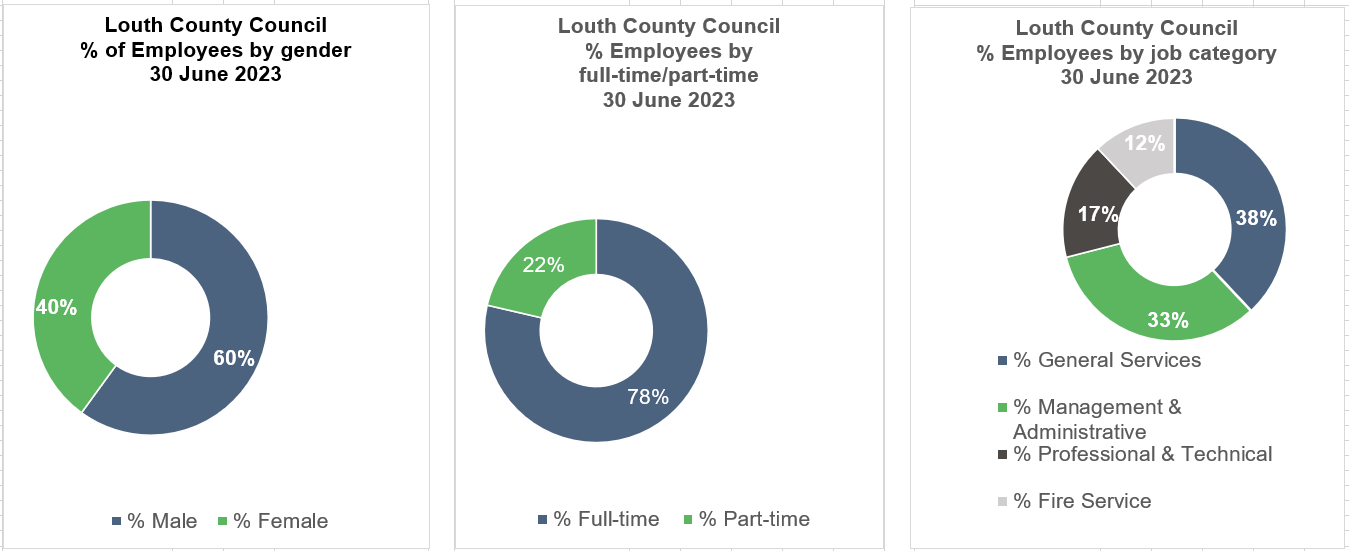 Louth County Council
% of Employees by gender
30 June 2023
40%
60%
% Male
% Female
Louth County Council
% Employees by
full-time/part-time
30 June 2023
22%
78%
% Full-time
% Part-time
Louth County Council
% Employees by job category
30 June 2023
12%
38%
17%
33%
% General Services
% Management &
Administrative
% Professional & Technical
% Fire Service